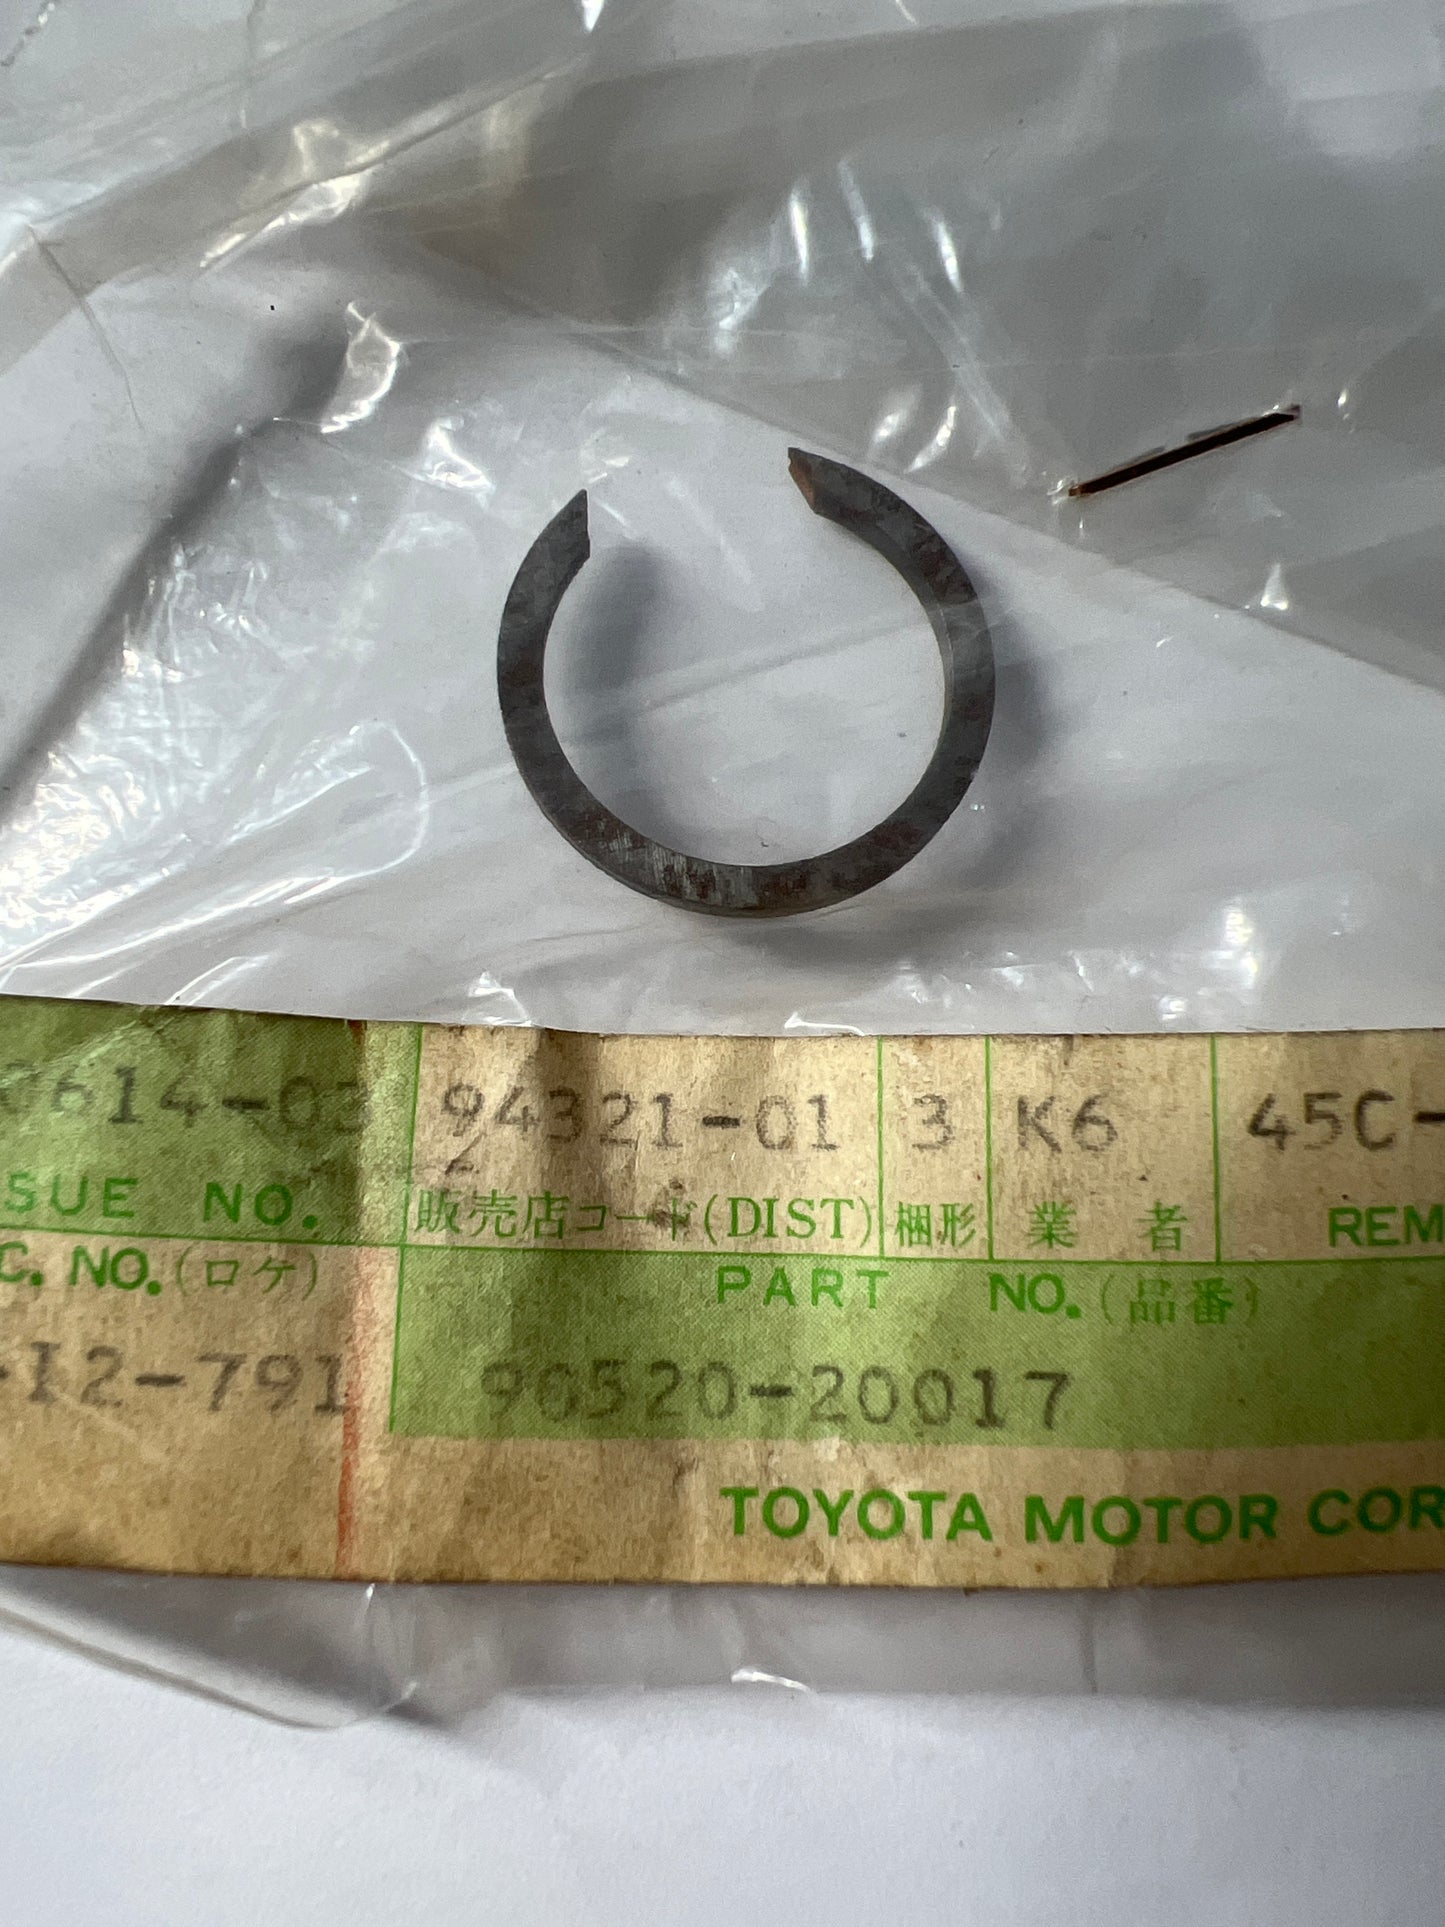 614-03 94321-01 3 K6 45C-
SUE NO. 販売店コード(DIST) 梱形 業者 REM
C. NO.(ロケ) PART NO.(品番)
-12-791 90520-20017
TOYOTA MOTOR COR